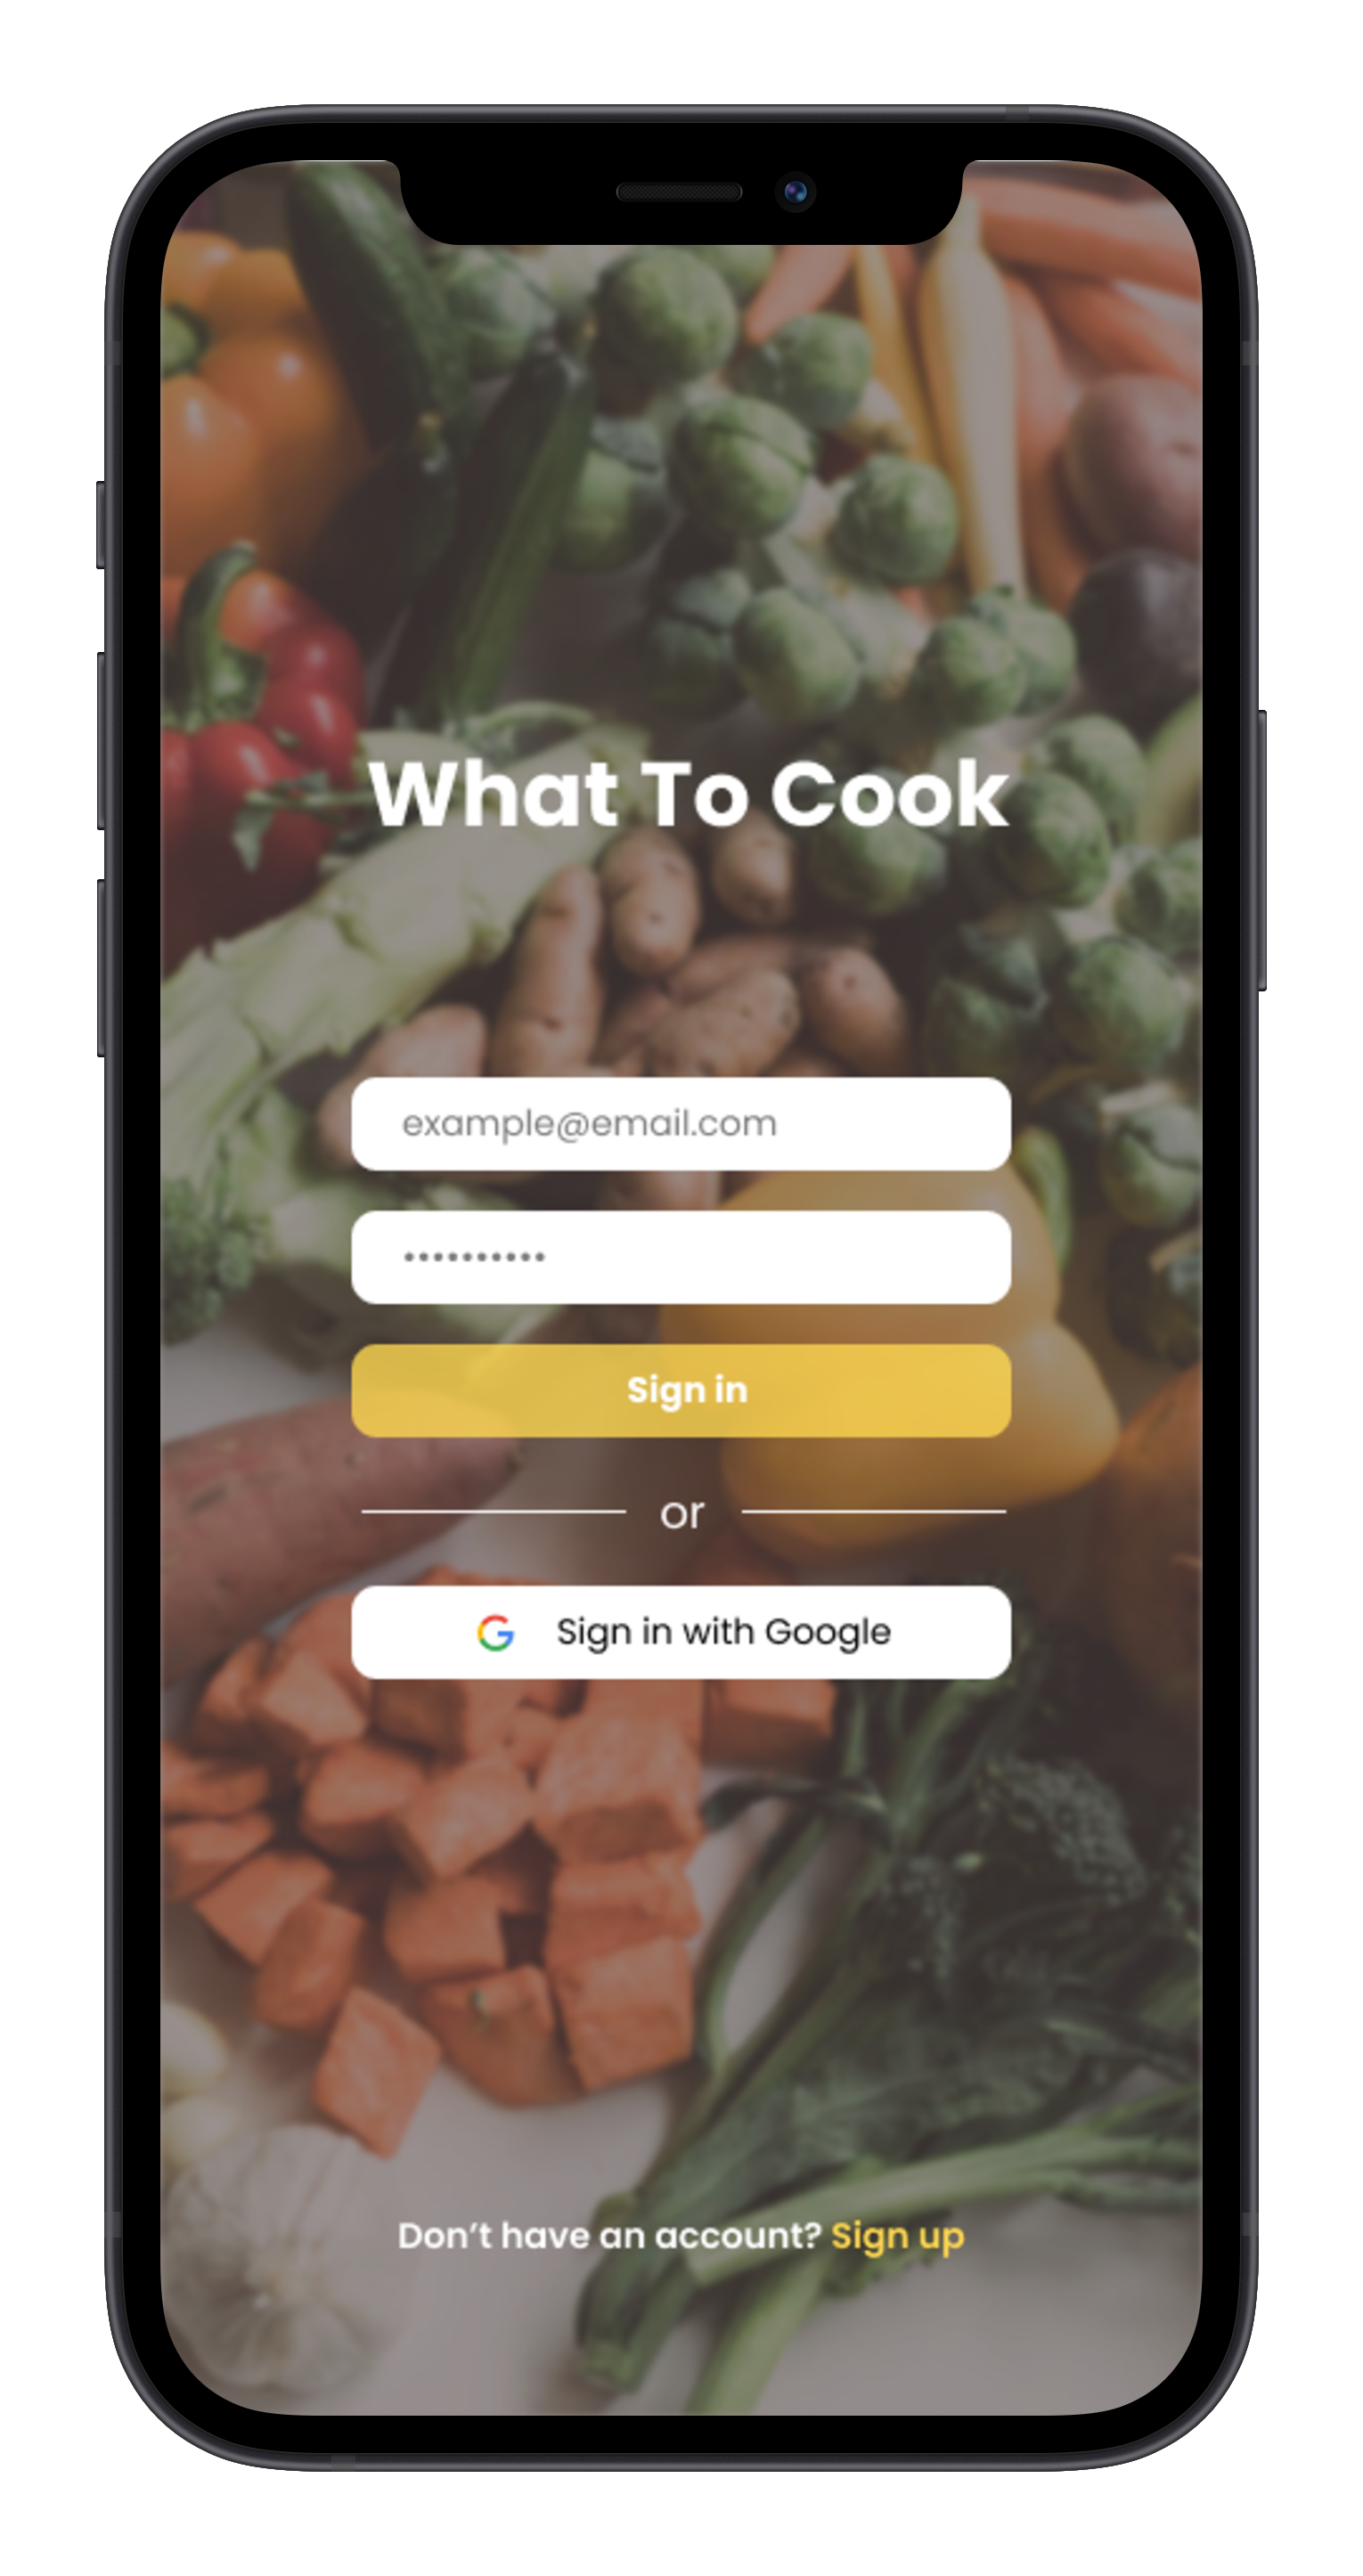 What To Cook
example@email.com
••••••••••
Sign in
or
Sign in with Google
Don’t have an account? Sign up